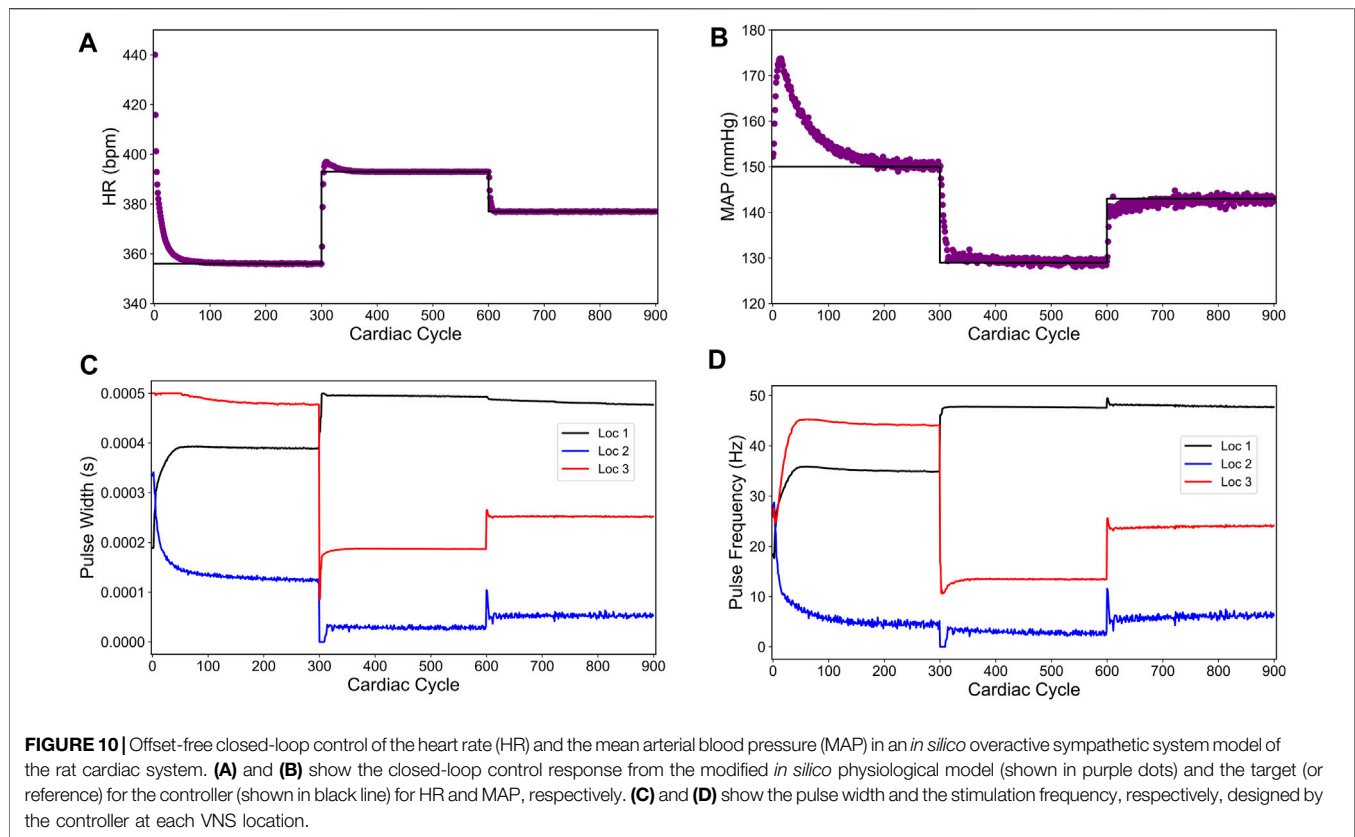 A
440
420
400
380
360
340
HR (bpm)
0 100 200 300 400 500 600 700 800 900
Cardiac Cycle
B
180
170
160
150
140
130
120
MAP (mmHg)
0 100 200 300 400 500 600 700 800 900
Cardiac Cycle
C
0.0005
0.0004
0.0003
0.0002
0.0001
0.0000
Pulse Width (s)
Loc 1
Loc 2
Loc 3
0 100 200 300 400 500 600 700 800 900
Cardiac Cycle
D
50
40
30
20
10
0
Pulse Frequency (Hz)
Loc 1
Loc 2
Loc 3
0 100 200 300 400 500 600 700 800 900
Cardiac Cycle
FIGURE 10 | Offset-free closed-loop control of the heart rate (HR) and the mean arterial blood pressure (MAP) in an in silico overactive sympathetic system model of
the rat cardiac system. (A) and (B) show the closed-loop control response from the modified in silico physiological model (shown in purple dots) and the target (or
reference) for the controller (shown in black line) for HR and MAP, respectively. (C) and (D) show the pulse width and the stimulation frequency, respectively, designed by
the controller at each VNS location.